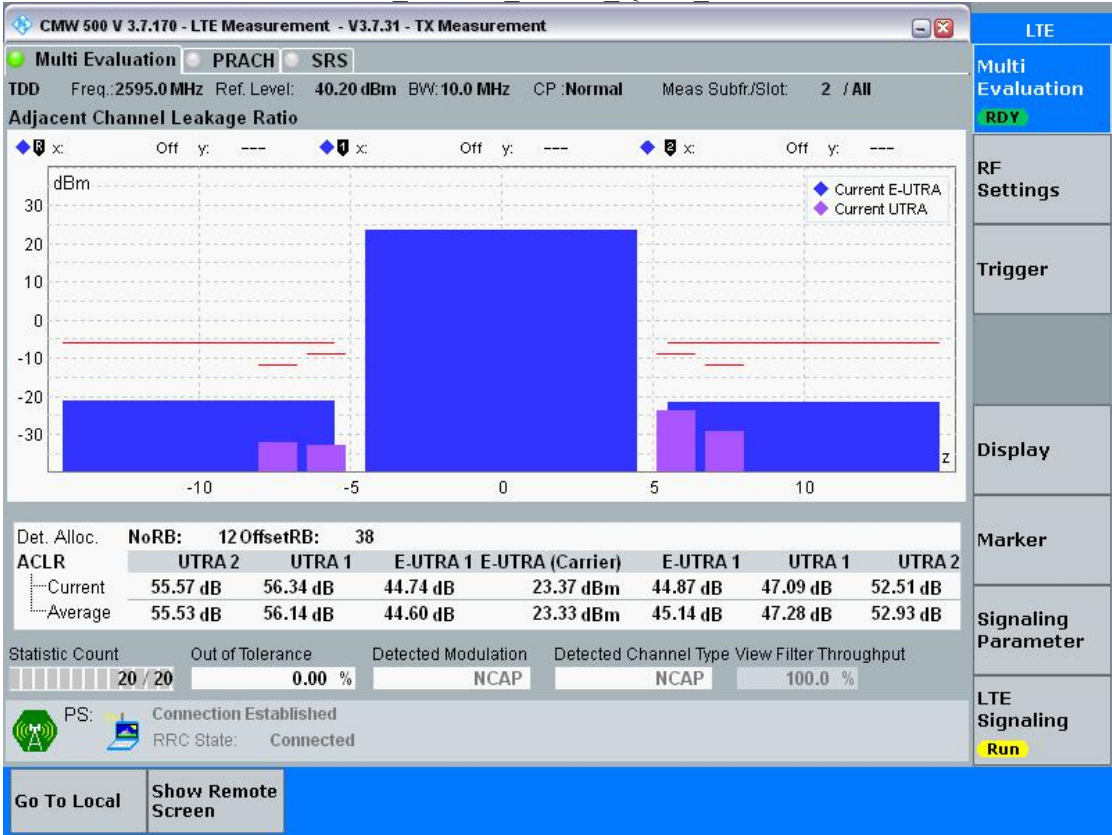 CMW 500 V 3.7.170 - LTE Measurement - V3.7.31 - TX Measurement
LTE
Multi Evaluation PRACH SRS
Multi Evaluation
RDY
TDD Freq.:2595.0 MHz Ref. Level: 40.20 dBm BW:10.0 MHz CP :Normal Meas Subfr./Slot: 2 / All
Adjacent Channel Leakage Ratio
R x: Off y: --- 1 x: Off y: --- 2 x: Off y: ---
dBm
Current E-UTRA
Current UTRA
30
20
10
0
-10
-20
-30
z
-10 -5 0 5 10
RF Settings
Trigger
Display
Marker
Signaling Parameter
LTE Signaling
Run
Det. Alloc. NoRB: 12 OffsetRB: 38
ACLR UTRA 2 UTRA 1 E-UTRA 1 E-UTRA (Carrier) E-UTRA 1 UTRA 1 UTRA 2
Current 55.57 dB 56.34 dB 44.74 dB 23.37 dBm 44.87 dB 47.09 dB 52.51 dB
Average 55.53 dB 56.14 dB 44.60 dB 23.33 dBm 45.14 dB 47.28 dB 52.93 dB
Statistic Count Out of Tolerance Detected Modulation Detected Channel Type View Filter Throughput
20 / 20 0.00 % NCAP NCAP 100.0 %
PS: Connection Established
RRC State: Connected
Go To Local
Show Remote Screen